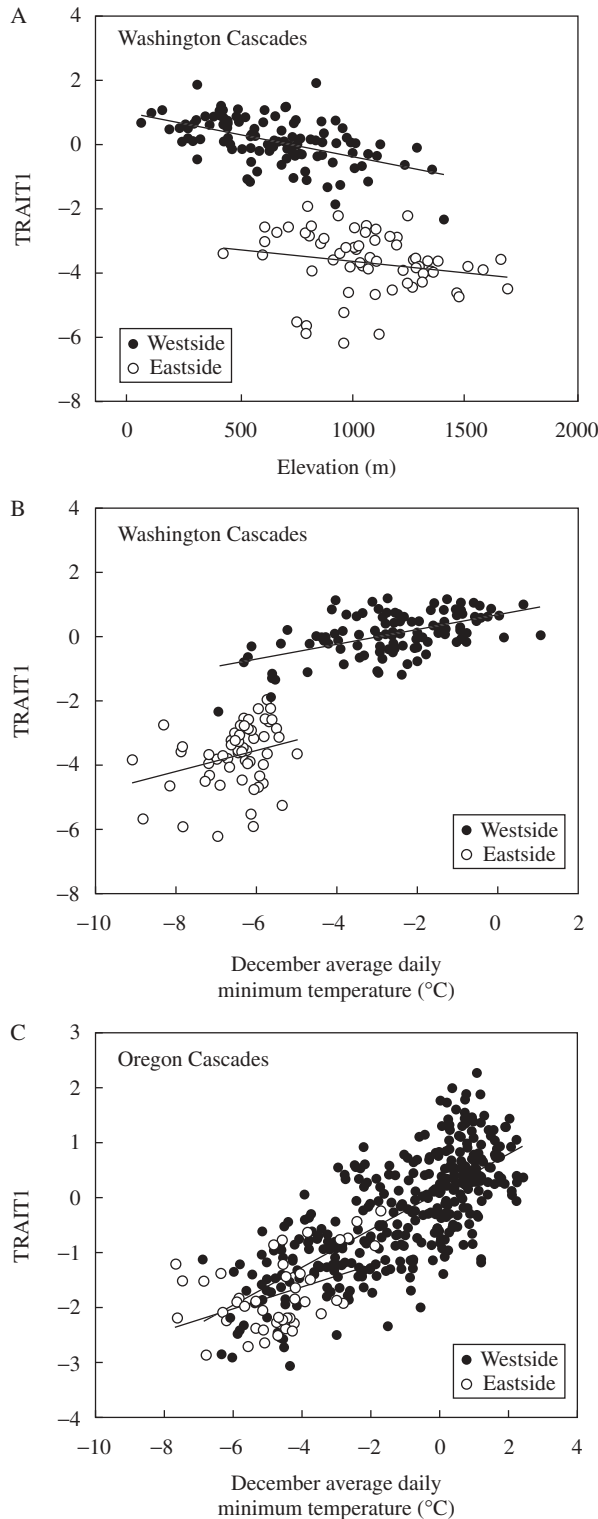 A
4
Washington Cascades
2
0
−2
−4
−6
−8
TRAIT1
Westside
Eastside
0 500 1000 1500 2000
Elevation (m)
B
4
Washington Cascades
2
0
−2
−4
−6
−8
TRAIT1
Westside
Eastside
−10 −8 −6 −4 −2 0 2
December average daily
minimum temperature (°C)
C
3
Oregon Cascades
2
1
0
−1
−2
−3
−4
TRAIT1
Westside
Eastside
−10 −8 −6 −4 −2 0 2 4
December average daily
minimum temperature (°C)